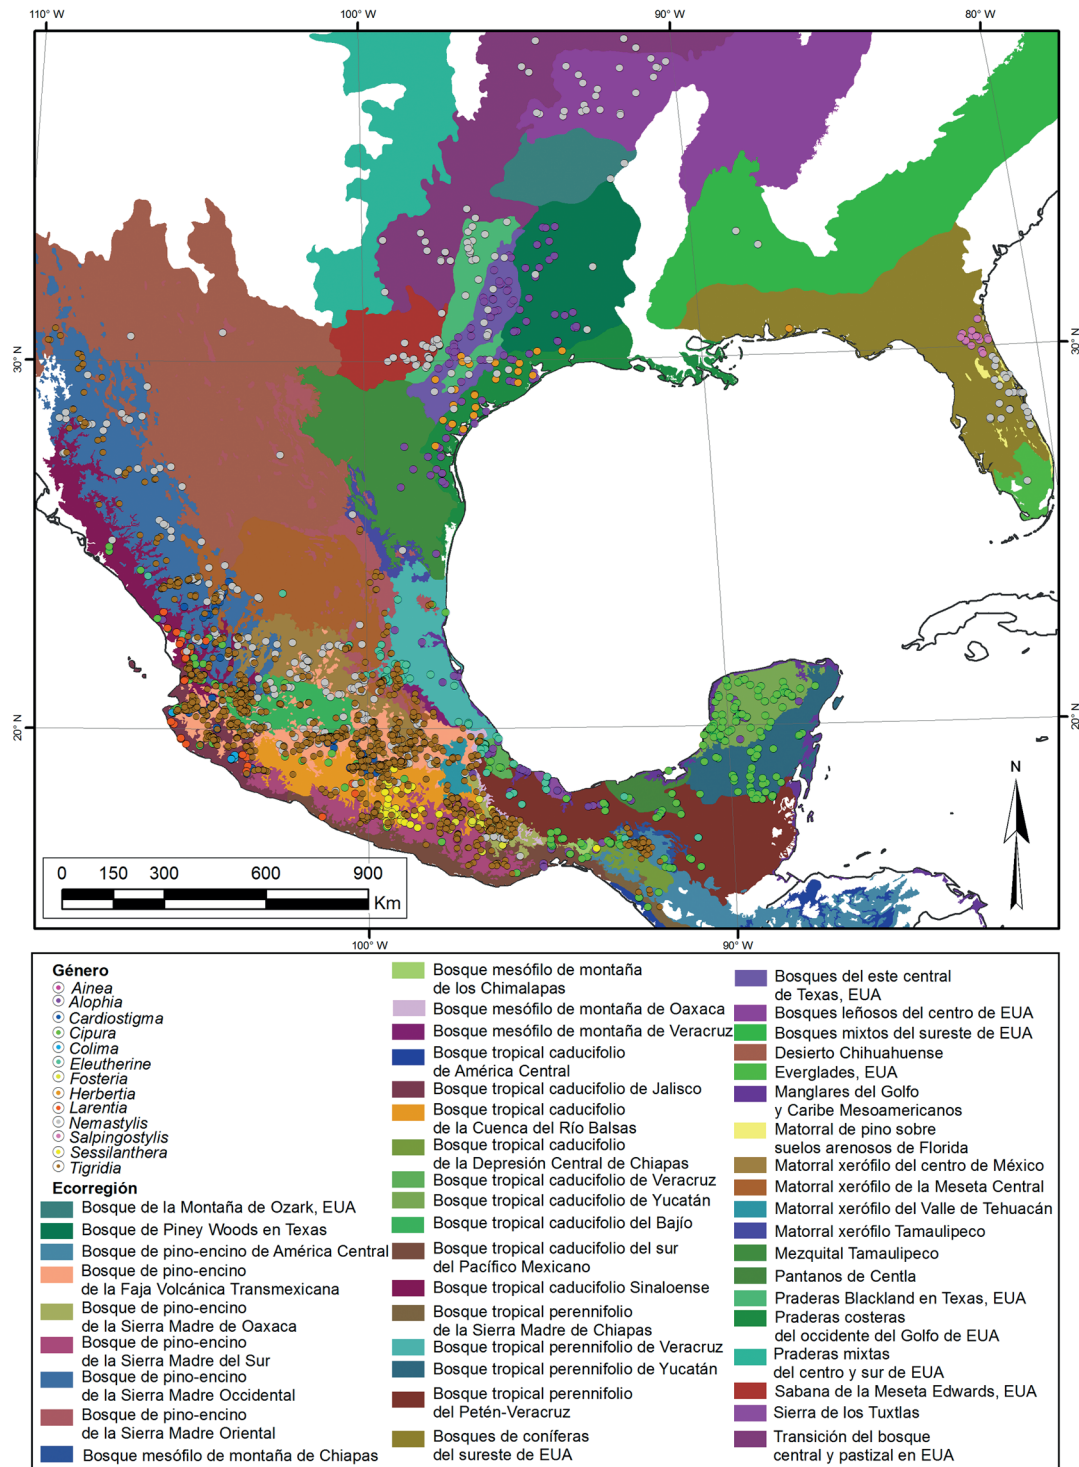 110° W
100° W
90° W
80° W
30° N
30° N
20° N
20° N
N
0 150 300 600 900
Km
100° W
90° W
Género
Ainea
Alophia
Cardiostigma
Cipura
Colima
Eleutherine
Fosteria
Herbertia
Larentia
Nemastylis
Salpingostylis
Sessilanthera
Tigridia
Ecorregión
Bosque de la Montaña de Ozark, EUA
Bosque de Piney Woods en Texas
Bosque de pino-encino de América Central
Bosque de pino-encino
de la Faja Volcánica Transmexicana
Bosque de pino-encino
de la Sierra Madre de Oaxaca
Bosque de pino-encino
de la Sierra Madre del Sur
Bosque de pino-encino
de la Sierra Madre Occidental
Bosque de pino-encino
de la Sierra Madre Oriental
Bosque mesófilo de montaña de Chiapas
Bosque mesófilo de montaña
de los Chimalapas
Bosque mesófilo de montaña de Oaxaca
Bosque mesófilo de montaña de Veracruz
Bosque tropical caducifolio
de América Central
Bosque tropical caducifolio de Jalisco
Bosque tropical caducifolio
de la Cuenca del Río Balsas
Bosque tropical caducifolio
de la Depresión Central de Chiapas
Bosque tropical caducifolio de Veracruz
Bosque tropical caducifolio de Yucatán
Bosque tropical caducifolio del Bajío
Bosque tropical caducifolio del sur
del Pacífico Mexicano
Bosque tropical caducifolio Sinaloense
Bosque tropical perennifolio
de la Sierra Madre de Chiapas
Bosque tropical perennifolio de Veracruz
Bosque tropical perennifolio de Yucatán
Bosque tropical perennifolio
del Petén-Veracruz
Bosques de coníferas
del sureste de EUA
Bosques del este central
de Texas, EUA
Bosques leñosos del centro de EUA
Bosques mixtos del sureste de EUA
Desierto Chihuahuense
Everglades, EUA
Manglares del Golfo
y Caribe Mesoamericanos
Matorral de pino sobre
suelos arenosos de Florida
Matorral xerófilo del centro de México
Matorral xerófilo de la Meseta Central
Matorral xerófilo del Valle de Tehuacán
Matorral xerófilo Tamaulipeco
Mezquital Tamaulipeco
Pantanos de Centla
Praderas Blackland en Texas, EUA
Praderas costeras
del occidente del Golfo de EUA
Praderas mixtas
del centro y sur de EUA
Sabana de la Meseta Edwards, EUA
Sierra de los Tuxtlas
Transición del bosque
central y pastizal en EUA